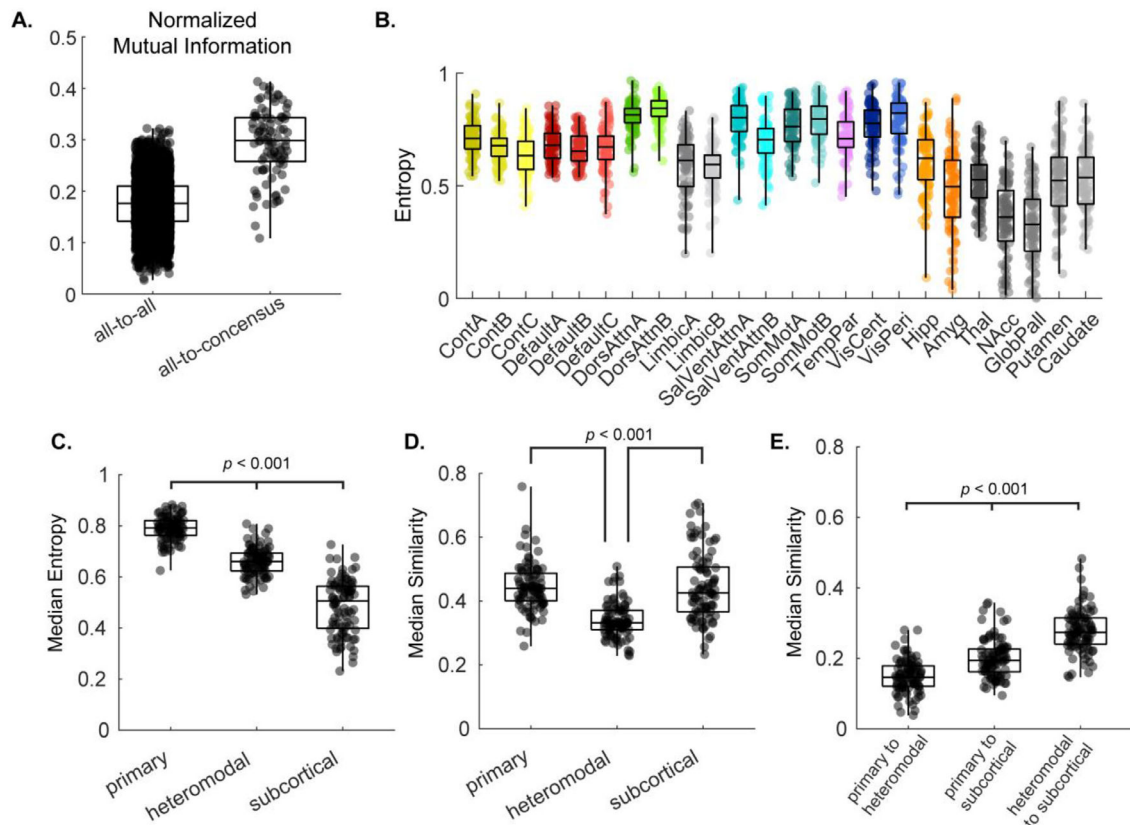 A.
Normalized
Mutual Information
0.5
0.4
0.3
0.2
0.1
0
all-to-all
all-to-concensus
B.
Entropy
1
0.5
0
ContA
ContB
ContC
DefaultA
DefaultB
DefaultC
DorsAttnA
DorsAttnB
LimbicA
LimbicB
SalVentAttnA
SalVentAttnB
SomMotA
SomMotB
TempPar
VisCent
VisPeri
Hipp
Amyg
Thal
NAcc
GlobPall
Putamen
Caudate
C.
p < 0.001
Median Entropy
1
0.8
0.6
0.4
0.2
0
primary
heteromodal
subcortical
D.
p < 0.001
Median Similarity
0.8
0.6
0.4
0.2
0
primary
heteromodal
subcortical
E.
p < 0.001
Median Similarity
0.8
0.6
0.4
0.2
0
primary to
heteromodal
primary to
subcortical
heteromodal
to subcortical